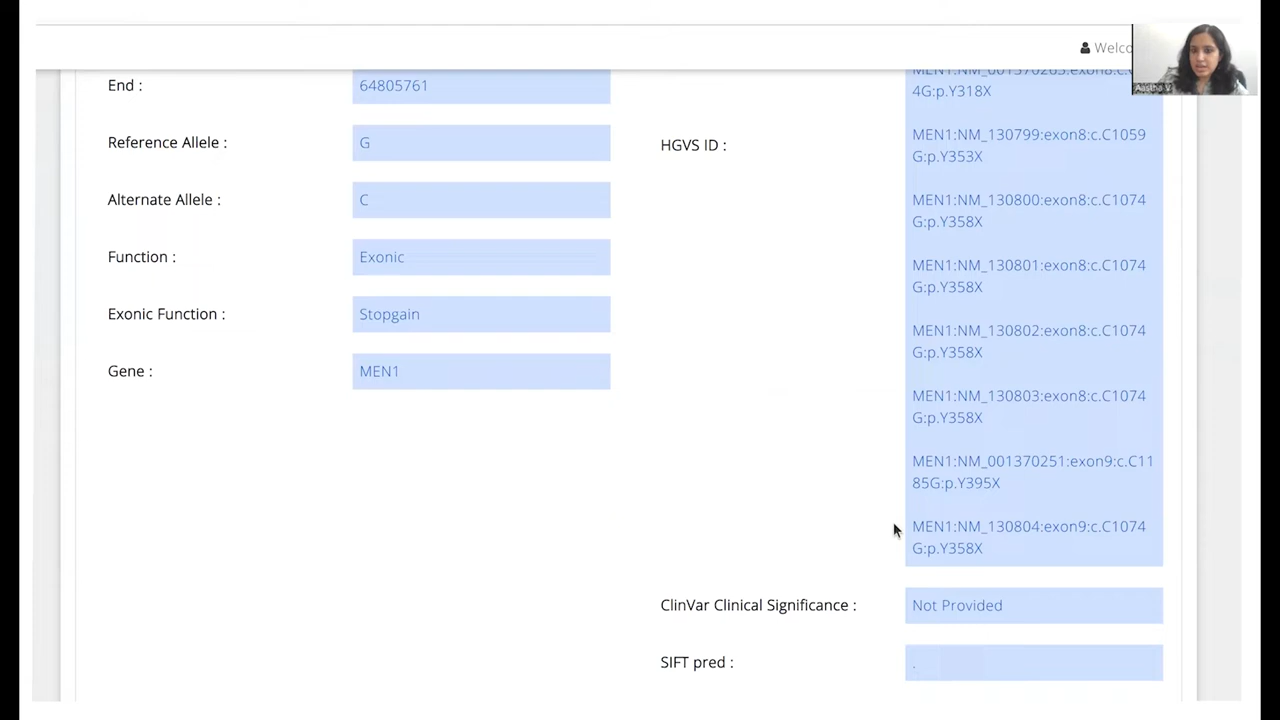 Welco
Aastha V
End :
64805761
Reference Allele :
G
Alternate Allele :
C
Function :
Exonic
Exonic Function :
Stopgain
Gene :
MEN1
HGVS ID :
4G:p.Y318X
MEN1:NM_130799:exon8:c.C1059
G:p.Y353X
MEN1:NM_130800:exon8:c.C1074
G:p.Y358X
MEN1:NM_130801:exon8:c.C1074
G:p.Y358X
MEN1:NM_130802:exon8:c.C1074
G:p.Y358X
MEN1:NM_130803:exon8:c.C1074
G:p.Y358X
MEN1:NM_001370251:exon9:c.C11
85G:p.Y395X
MEN1:NM_130804:exon9:c.C1074
G:p.Y358X
ClinVar Clinical Significance :
Not Provided
SIFT pred :
.